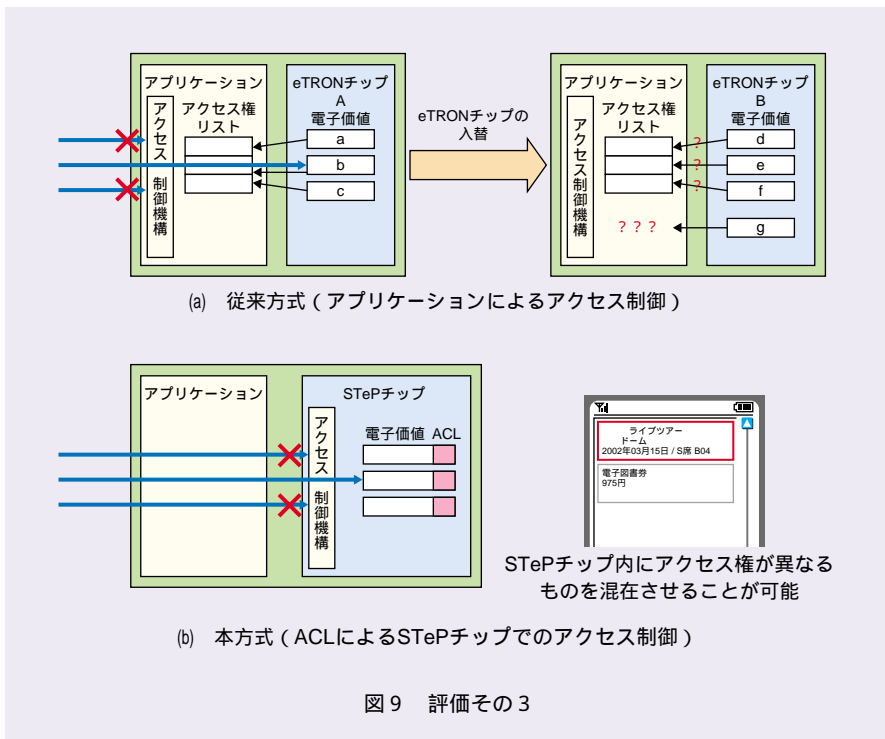 アプリケーション
アクセス制御機構
アクセス権
リスト
eTRONチップ
A
電子価値
a
b
c
eTRONチップの
入替
アプリケーション
アクセス制御機構
アクセス権
リスト
?
?
?
? ? ?
eTRONチップ
B
電子価値
d
e
f
g
(a) 従来方式(アプリケーションによるアクセス制御)
アプリケーション
STePチップ
アクセス制御機構
電子価値 ACL
ライブツアー
ドーム
2002年03月15日 / S席 B04
電子図書券
975円
STePチップ内にアクセス権が異なる
ものを混在させることが可能
(b) 本方式(ACLによるSTePチップでのアクセス制御)
図9 評価その3